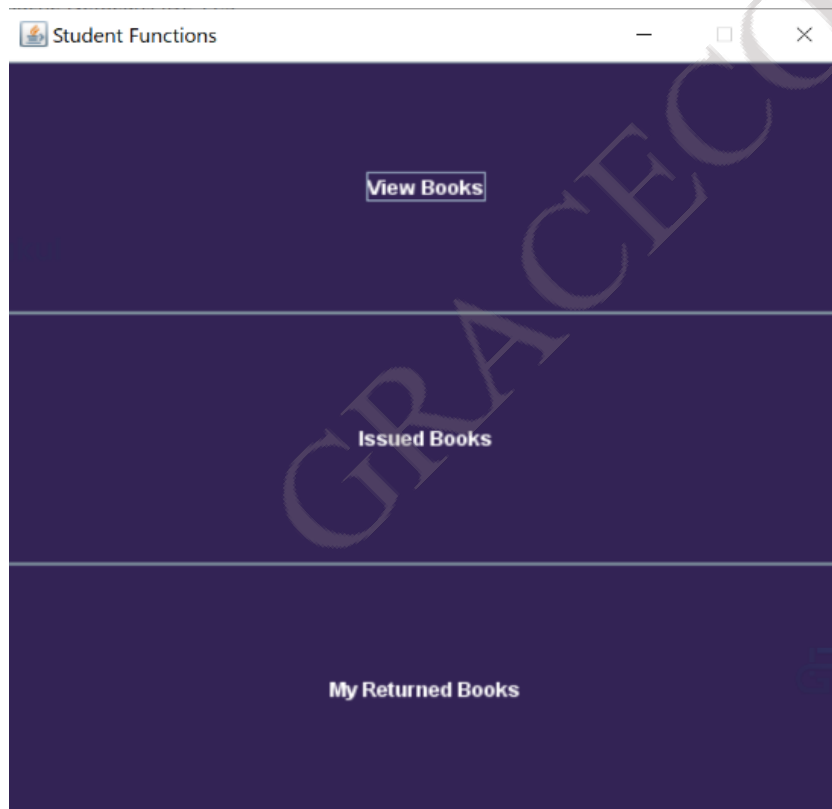 Student Functions
View Books
Issued Books
My Returned Books
GRACECO